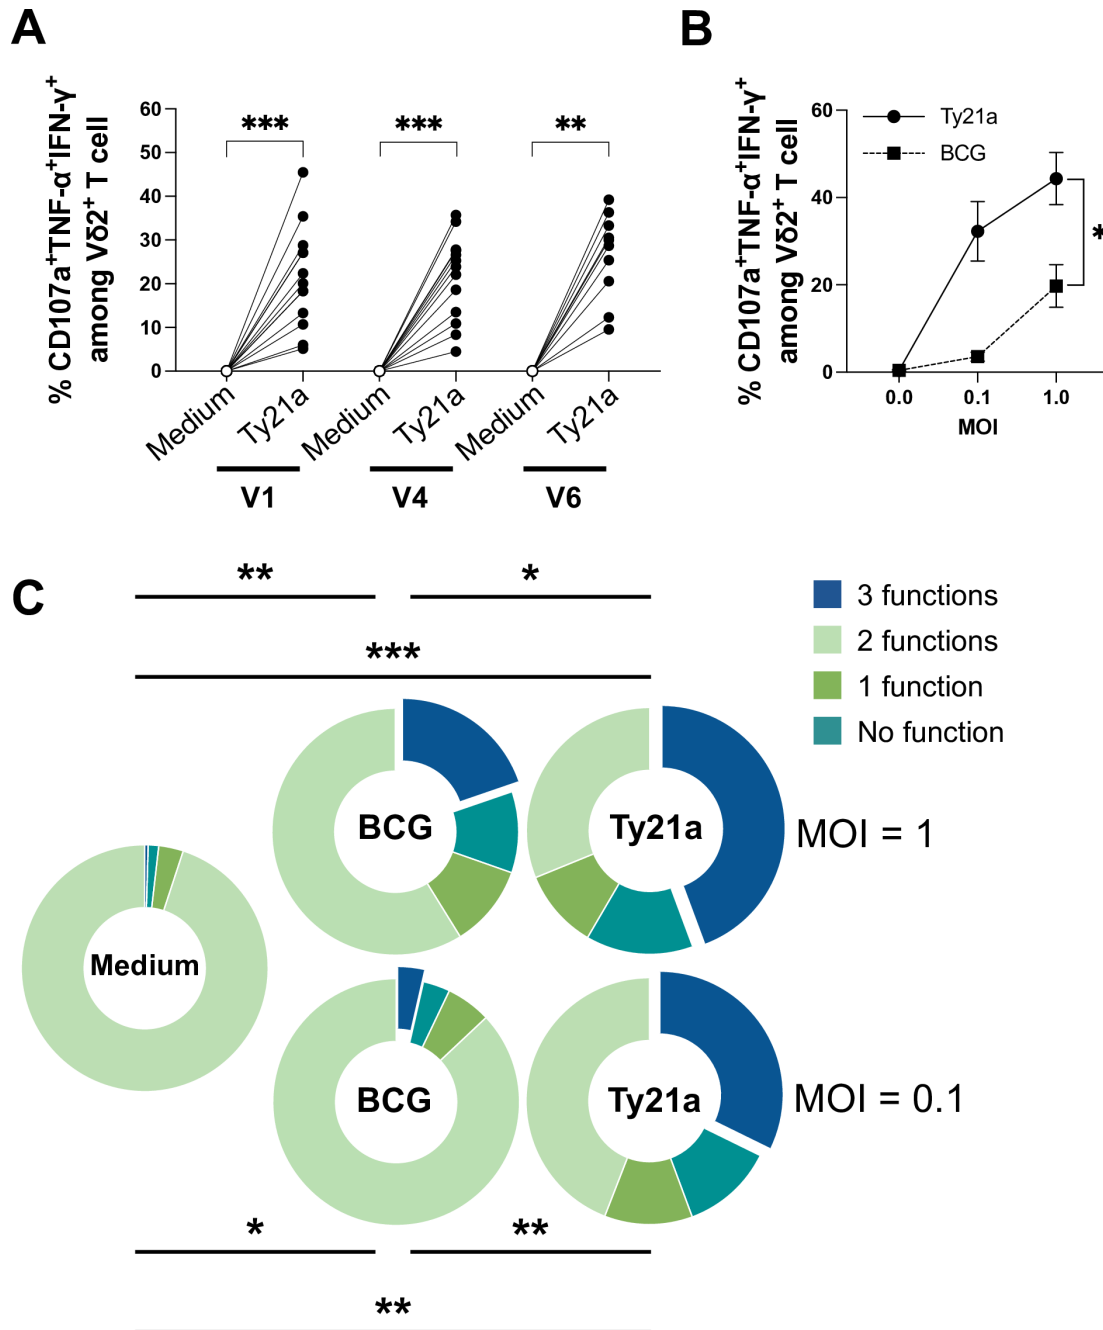 A
% CD107a⁺TNF-α⁺IFN-γ⁺
among Vδ2⁺ T cell
60
50
40
30
20
10
0
***
***
**
Medium
Ty21a
Medium
Ty21a
Medium
Ty21a
V1
V4
V6
B
% CD107a⁺TNF-α⁺IFN-γ⁺
among Vδ2⁺ T cell
60
40
20
0
Ty21a
BCG
*
0.0
0.1
1.0
MOI
C
**
*
***
3 functions
2 functions
1 function
No function
BCG
Ty21a
MOI = 1
Medium
BCG
Ty21a
MOI = 0.1
*
**
**